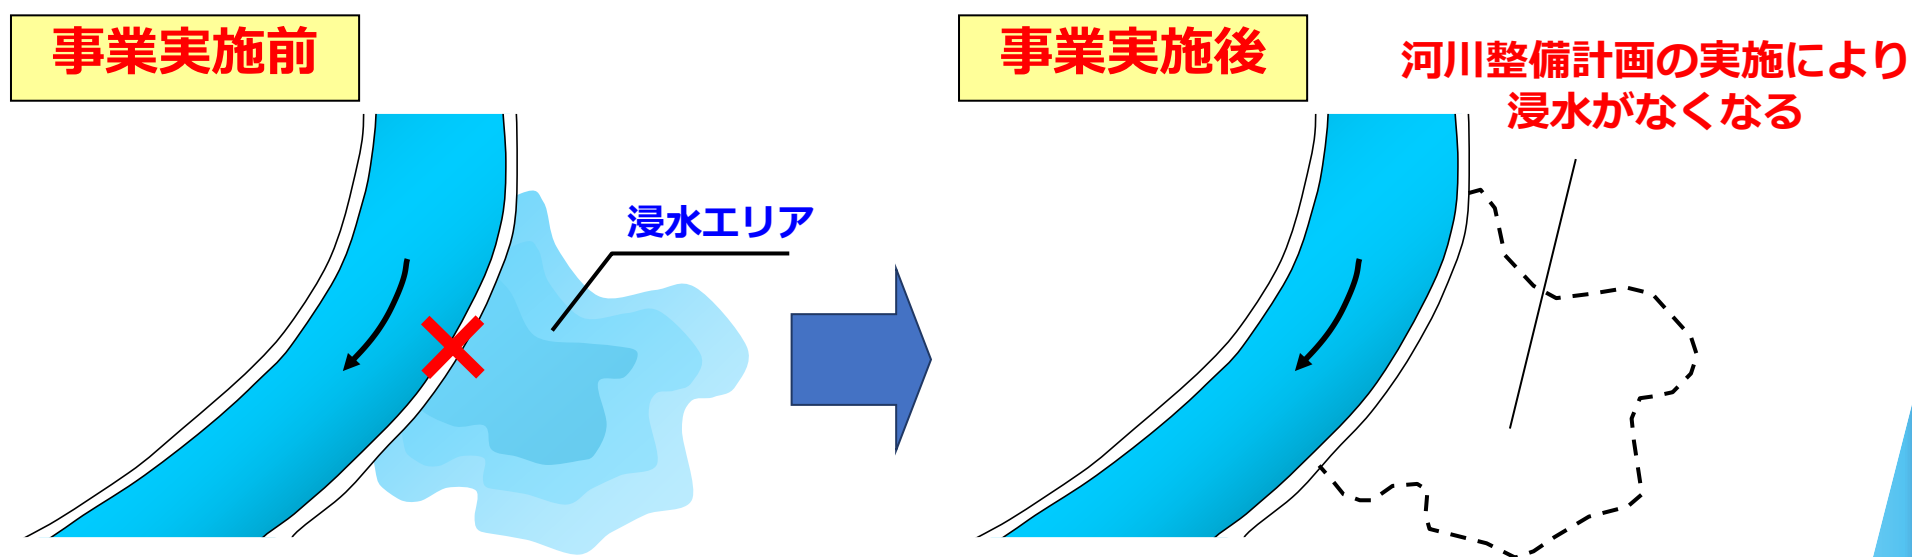 事業実施前
浸水エリア
事業実施後
河川整備計画の実施により
浸水がなくなる